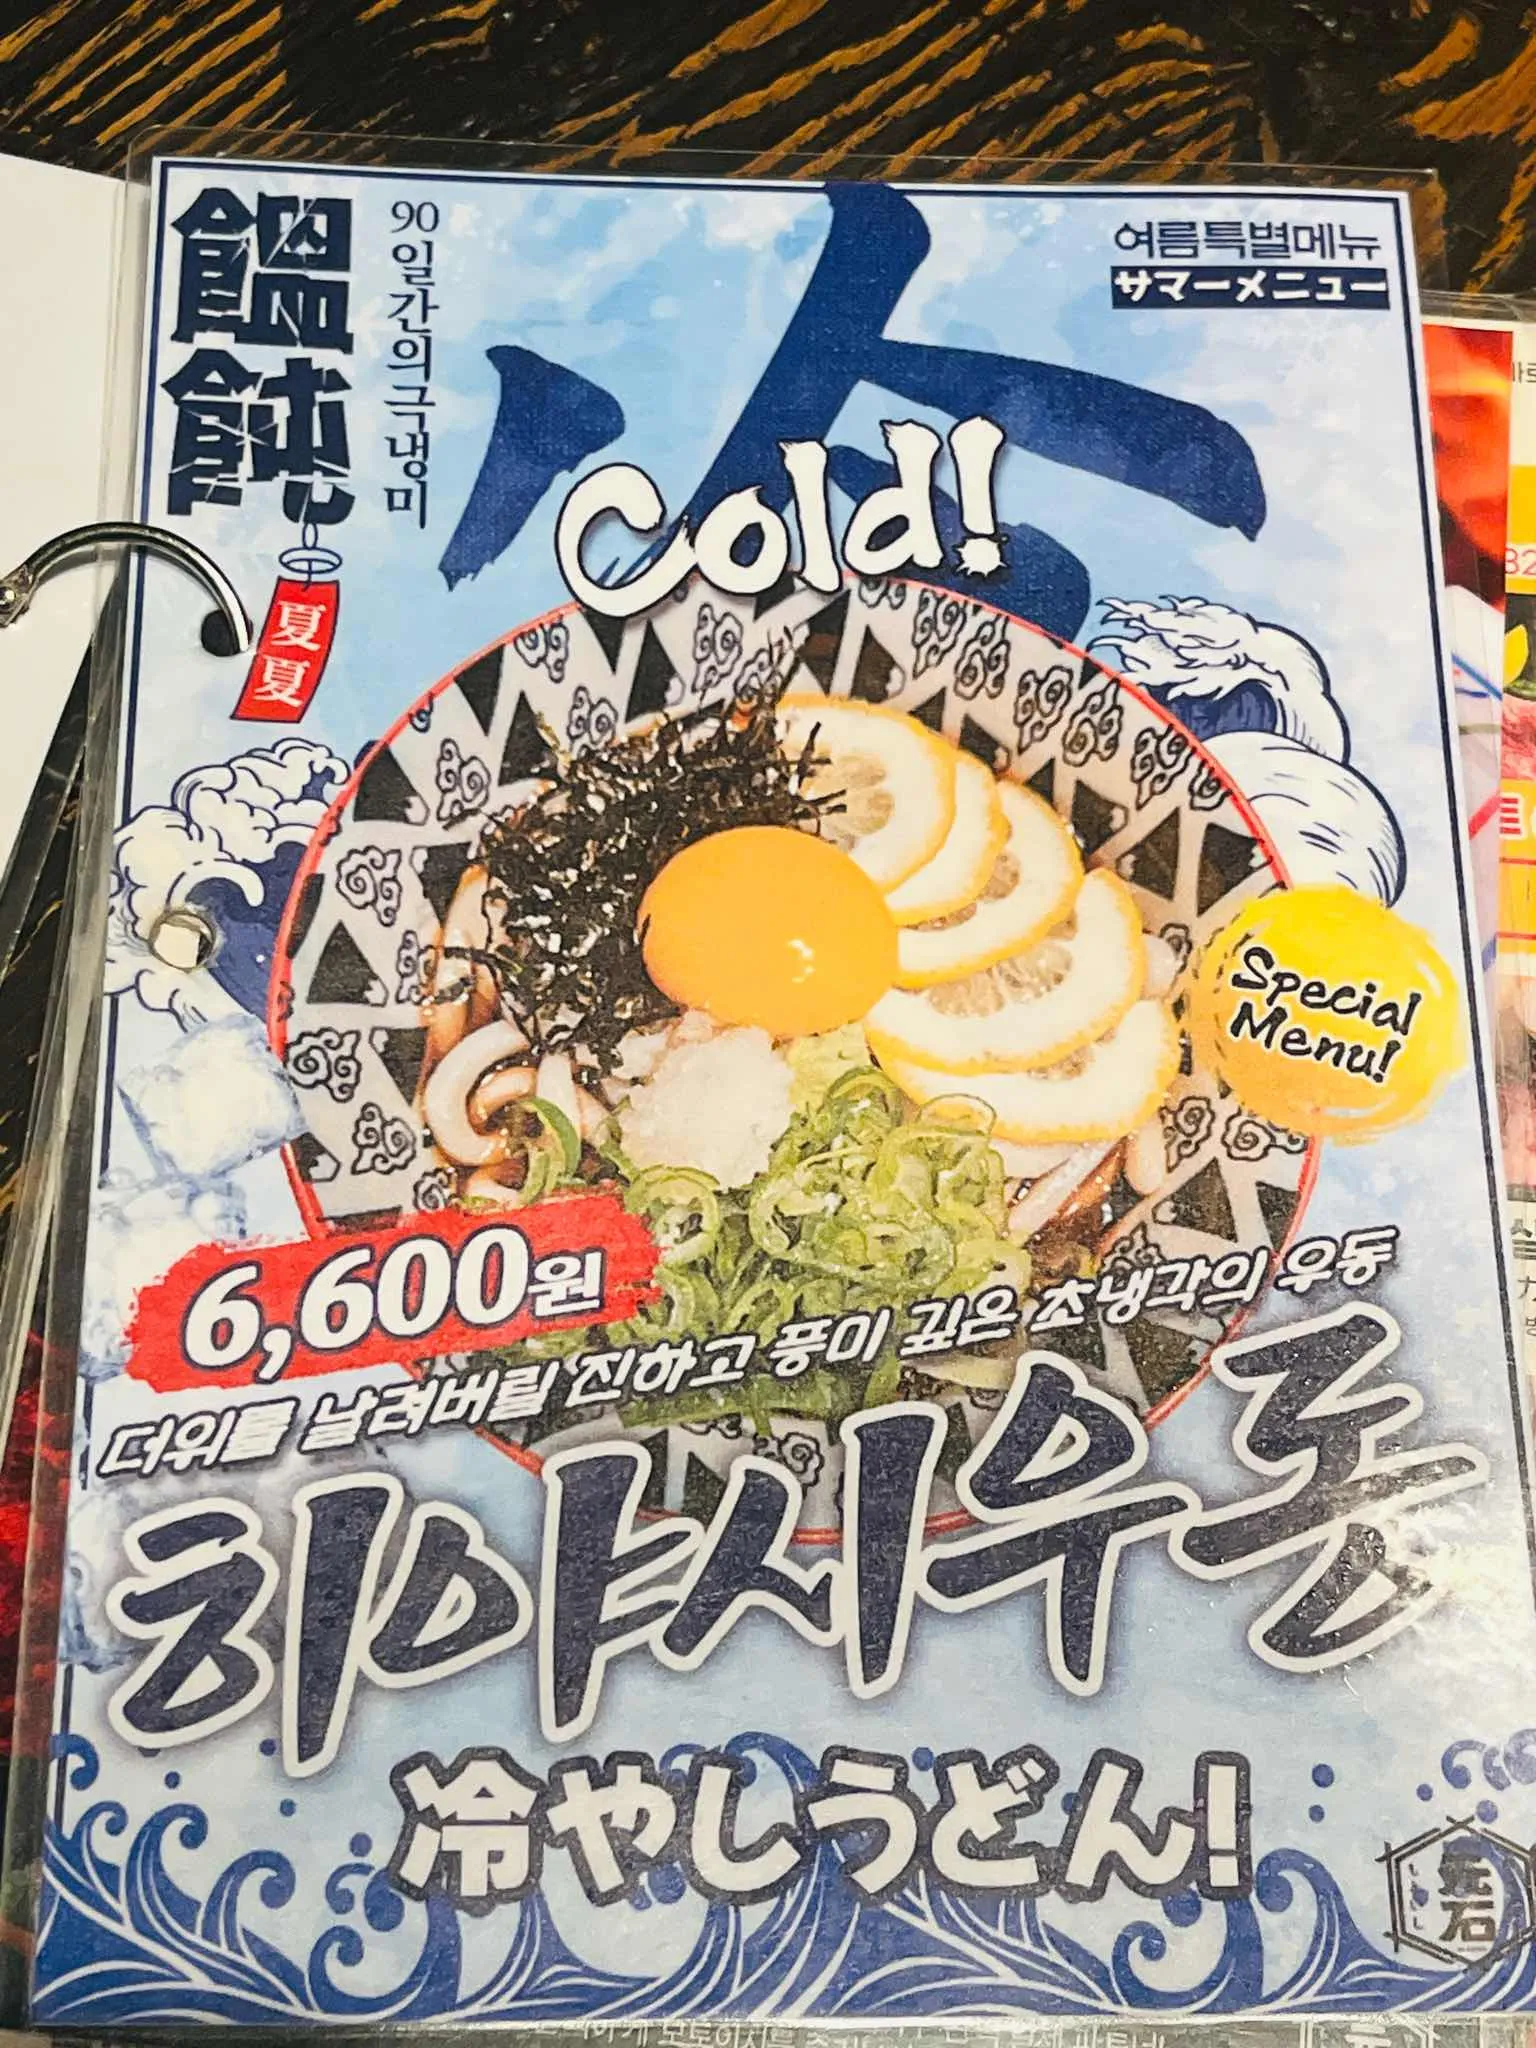 饂飩
90일간의극냉미
夏夏
冷
여름특별메뉴
サマーメニュー
Cold!
Special
Menu!
6,600원
더위를 날려버릴 진하고 풍미 깊은 초냉각의 우동
히야시우동
冷やしうどん!